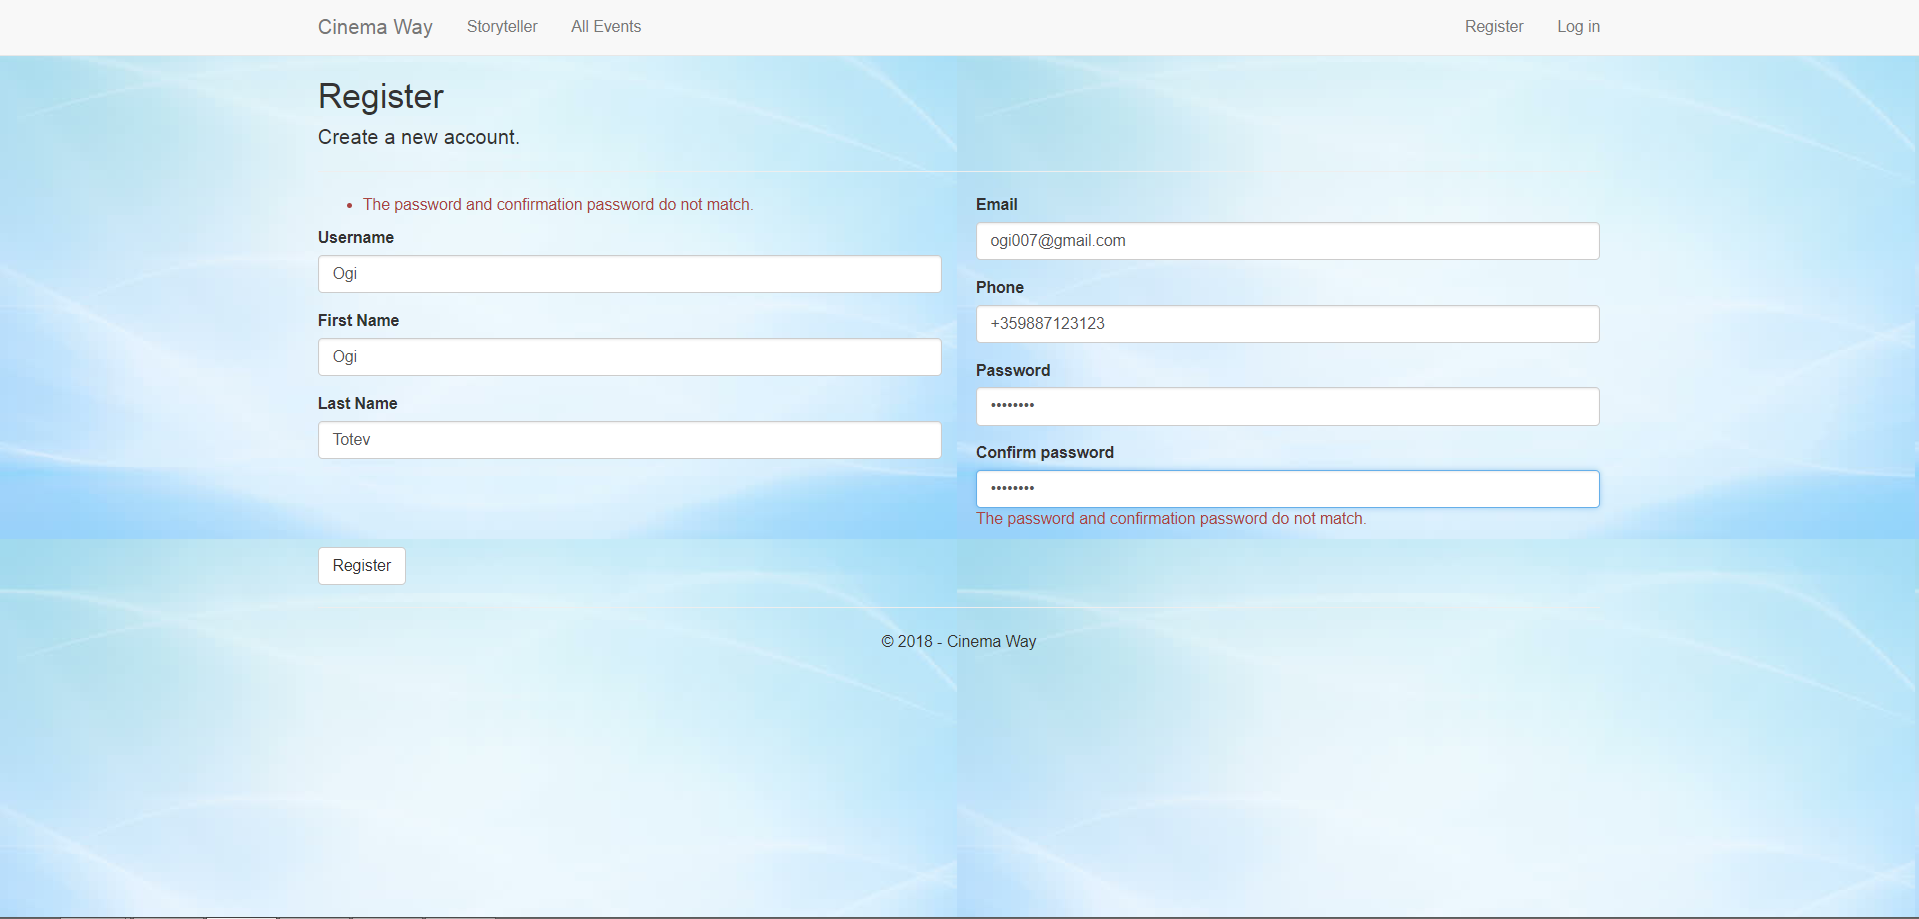 Cinema Way Storyteller All Events Register Log in
Register
Create a new account.
The password and confirmation password do not match.
Username
Ogi
First Name
Ogi
Last Name
Totev
Email
ogi007@gmail.com
Phone
+359887123123
Password
••••••••
Confirm password
••••••••
The password and confirmation password do not match.
Register
© 2018 - Cinema Way